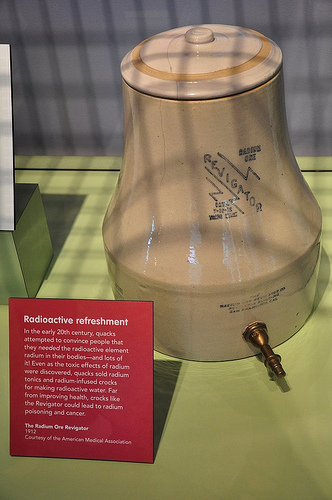 RADIUM
ORE
REVIGATOR
Radioactive refreshment
In the early 20th century, quacks
attempted to convince people that
they needed the radioactive element
radium in their bodies—and lots of
it! Even as the toxic effects of radium
were discovered, quacks sold radium
tonics and radium-infused crocks
for making radioactive water. Far
from improving health, crocks like
the Revigator could lead to radium
poisoning and cancer.
The Radium Ore Revigator
1912
Courtesy of the American Medical Association